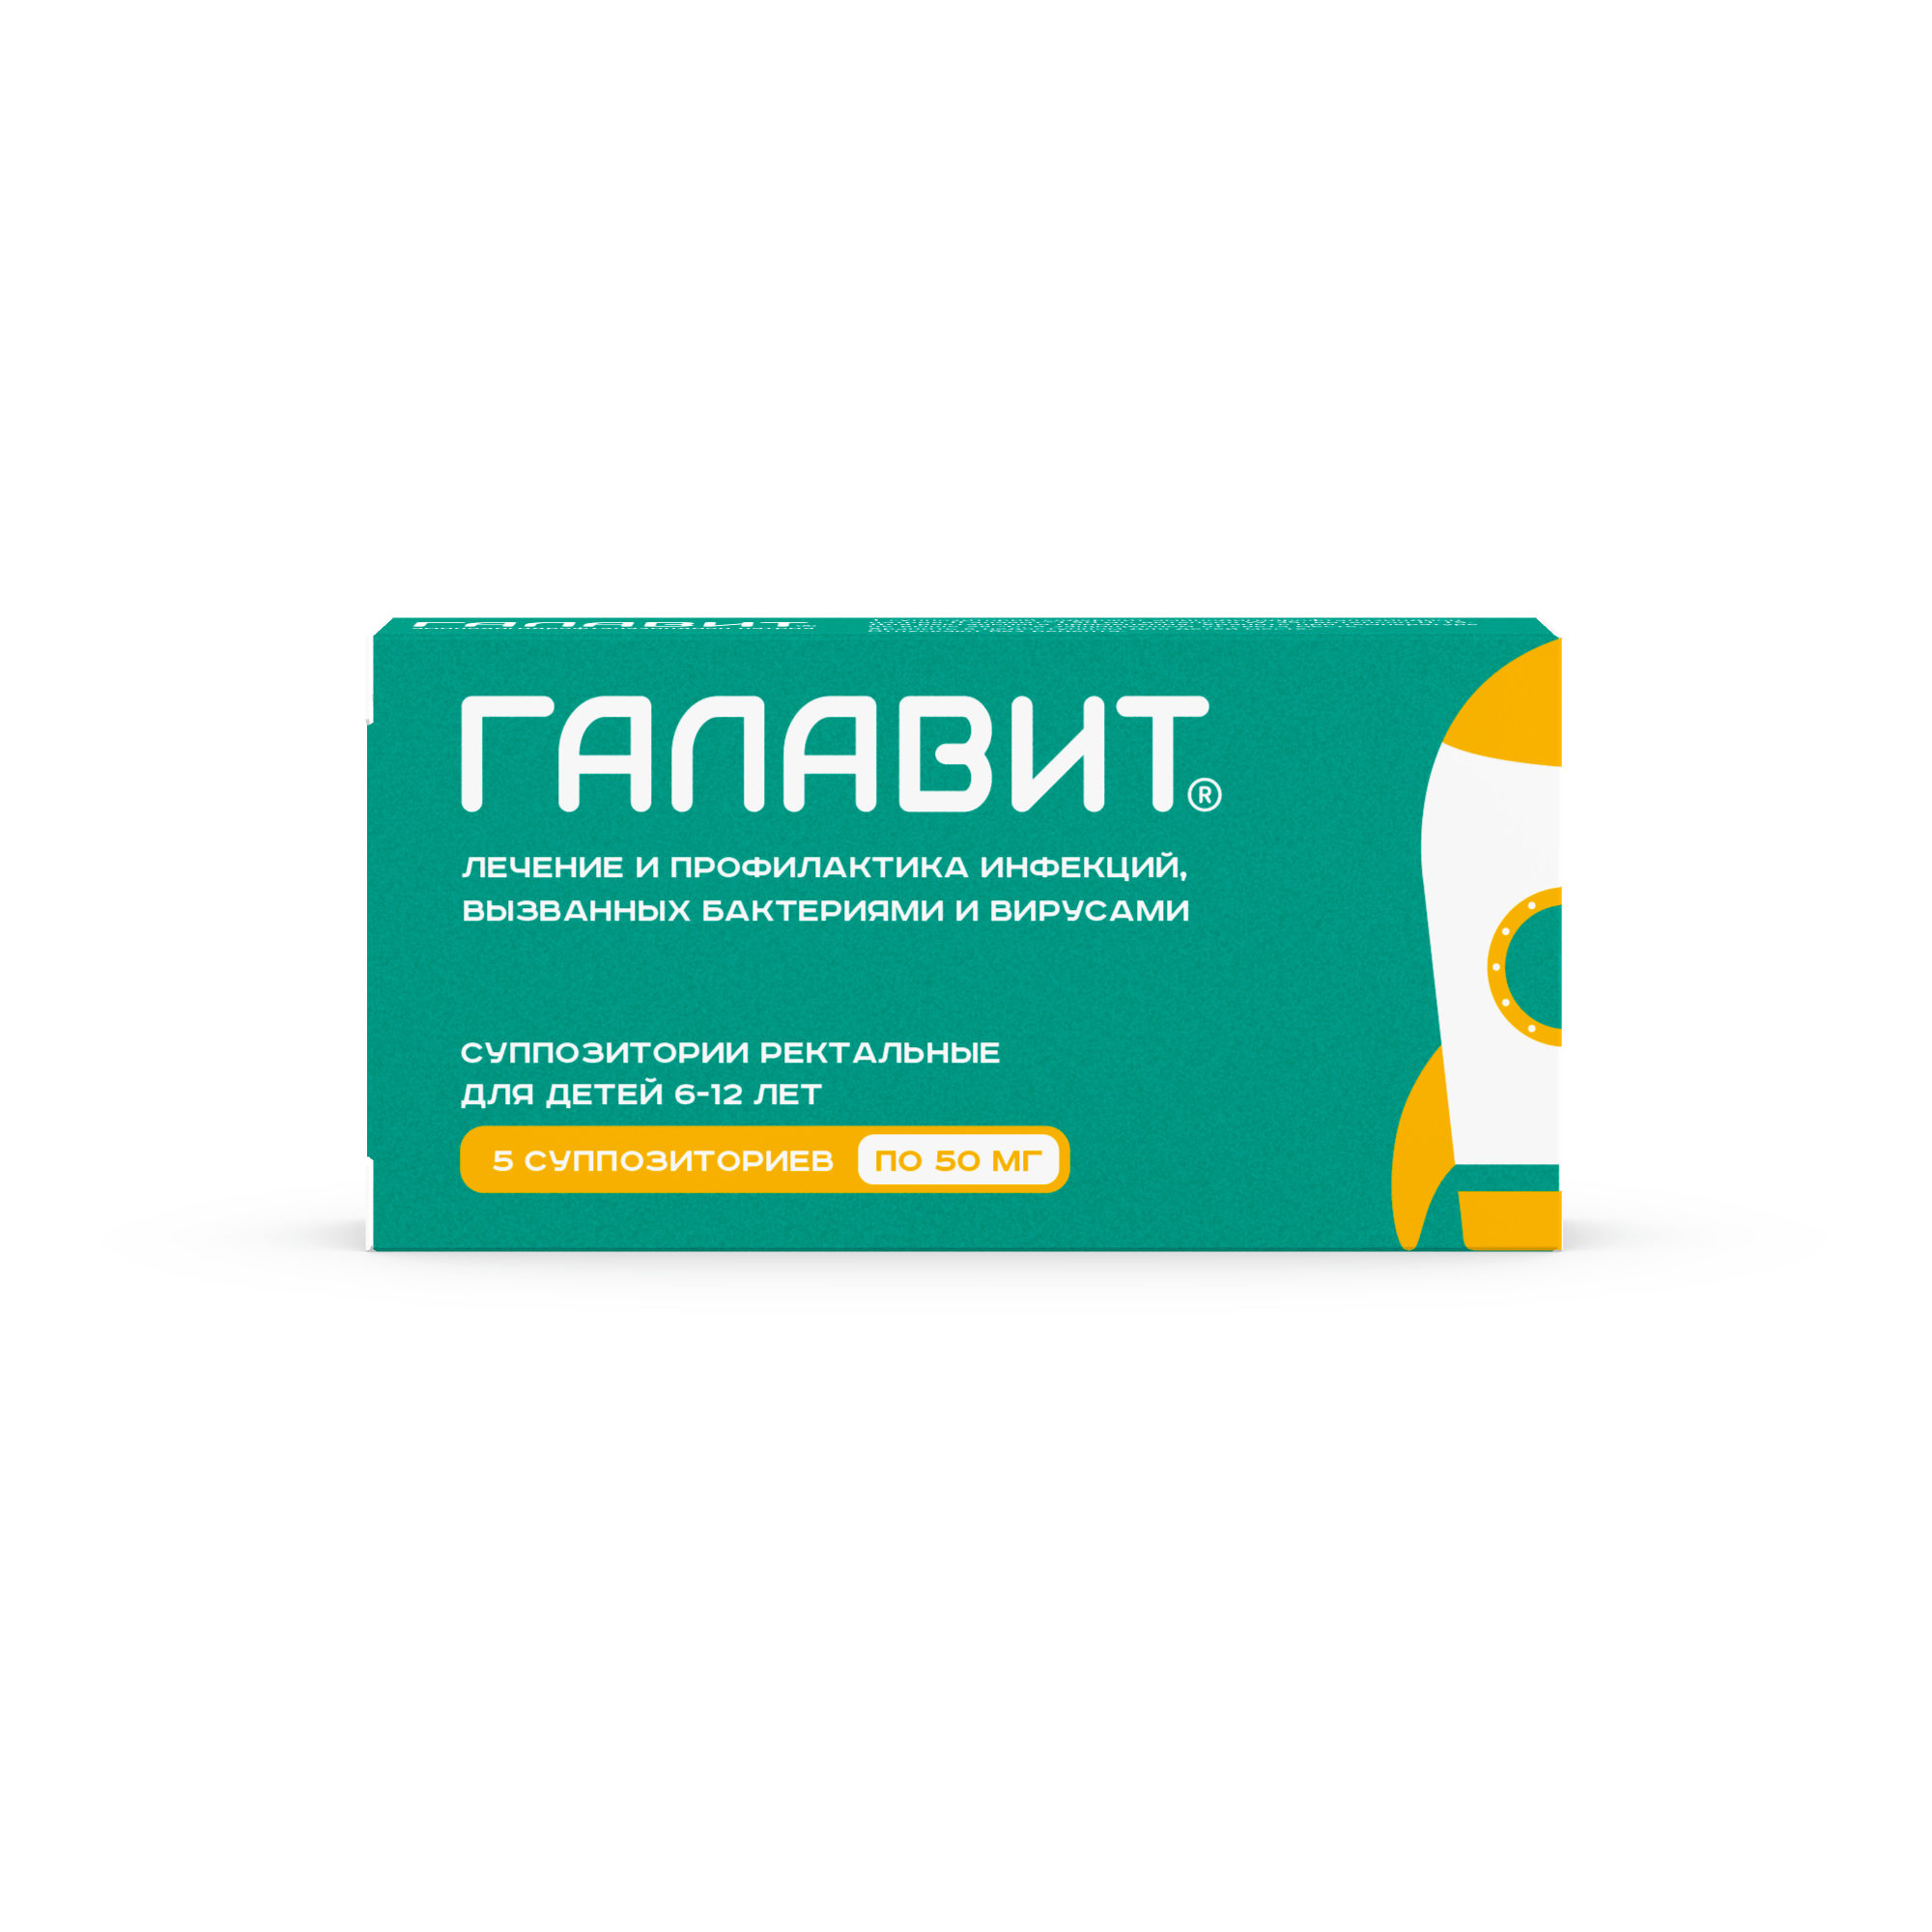 ГАЛАВИТ
ГАЛАВИТ®
ЛЕЧЕНИЕ И ПРОФИЛАКТИКА ИНФЕКЦИЙ,
ВЫЗВАННЫХ БАКТЕРИЯМИ И ВИРУСАМИ
СУППОЗИТОРИИ РЕКТАЛЬНЫЕ
ДЛЯ ДЕТЕЙ 6-12 ЛЕТ
5 СУППОЗИТОРИЕВ ПО 50 МГ